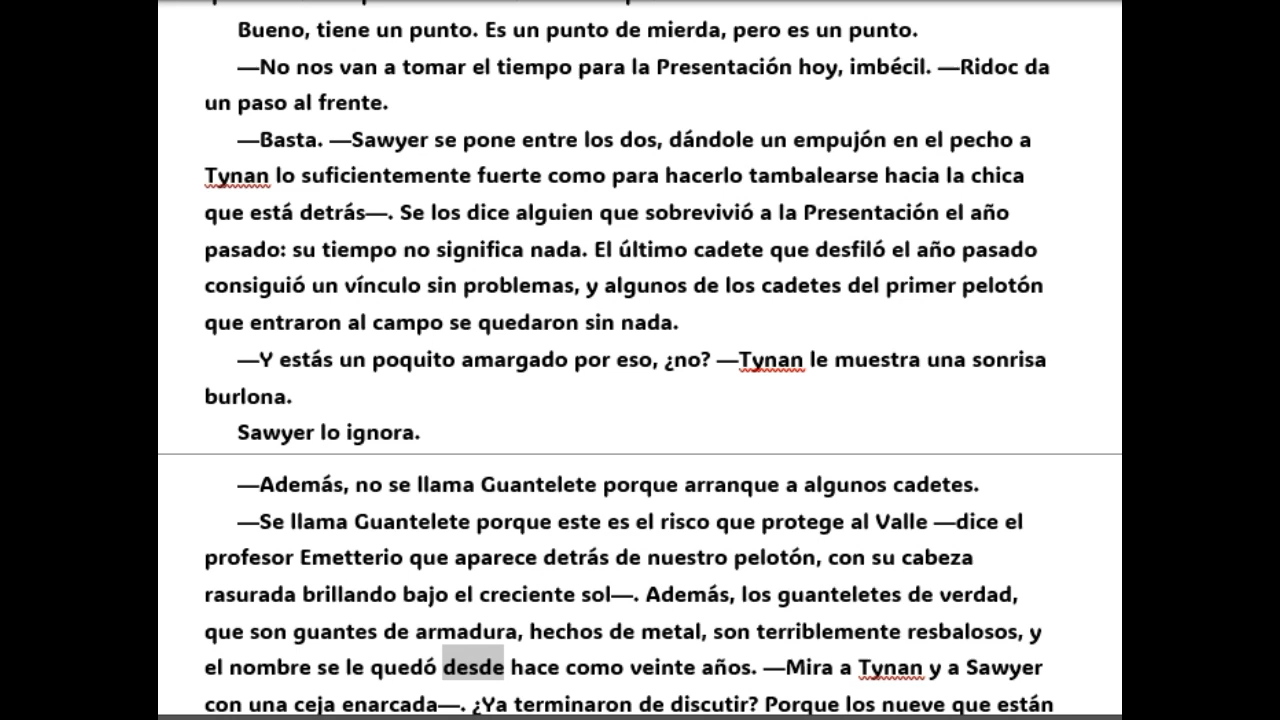 Bueno, tiene un punto. Es un punto de mierda, pero es un punto.
—No nos van a tomar el tiempo para la Presentación hoy, imbécil. —Ridoc da
un paso al frente.
—Basta. —Sawyer se pone entre los dos, dándole un empujón en el pecho a
Tynan lo suficientemente fuerte como para hacerlo tambalearse hacia la chica
que está detrás—. Se los dice alguien que sobrevivió a la Presentación el año
pasado: su tiempo no significa nada. El último cadete que desfiló el año pasado
consiguió un vínculo sin problemas, y algunos de los cadetes del primer pelotón
que entraron al campo se quedaron sin nada.
—Y estás un poquito amargado por eso, ¿no? —Tynan le muestra una sonrisa
burlona.
Sawyer lo ignora.
—Además, no se llama Guantelete porque arranque a algunos cadetes.
—Se llama Guantelete porque este es el risco que protege al Valle —dice el
profesor Emetterio que aparece detrás de nuestro pelotón, con su cabeza
rasurada brillando bajo el creciente sol—. Además, los guanteletes de verdad,
que son guantes de armadura, hechos de metal, son terriblemente resbalosos, y
el nombre se le quedó desde hace como veinte años. —Mira a Tynan y a Sawyer
con una ceja enarcada—. ¿Ya terminaron de discutir? Porque los nueve que están